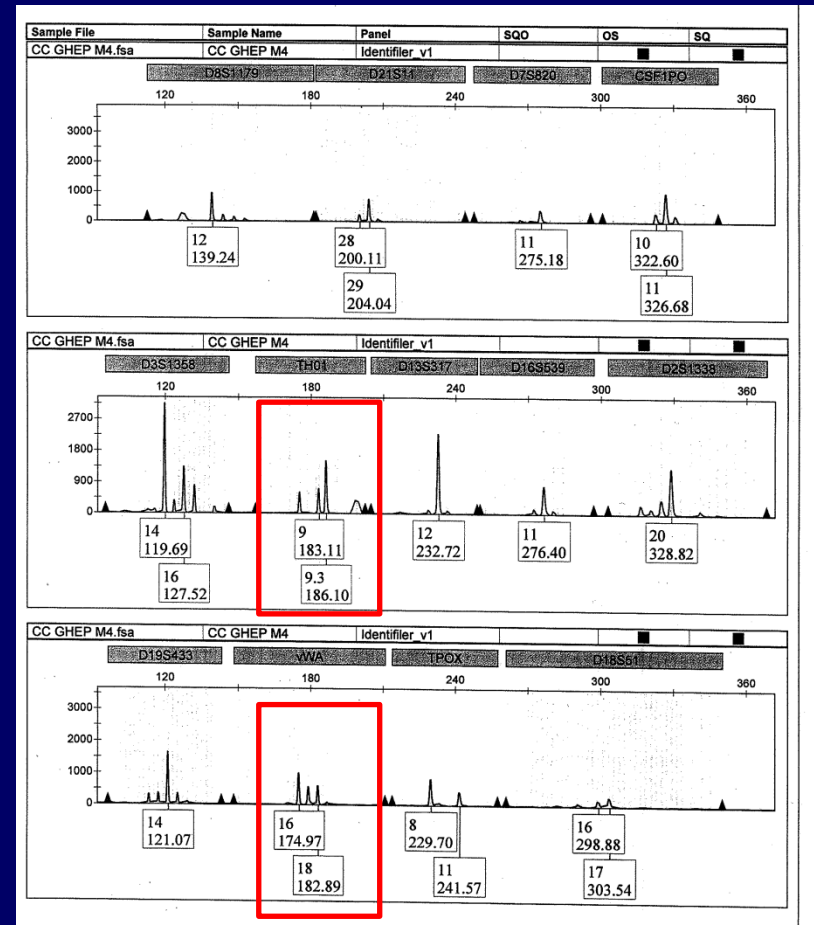 Sample File Sample Name Panel SQO OS SQ
CC GHEP M4.fsa CC GHEP M4 Identifiler_v1
D8S1179 D21S11 D7S820 CSF1PO
120 180 240 300 360
3000
2000
1000
0
12 28 11 10
139.24 200.11 275.18 322.60
29 11
204.04 326.68
CC GHEP M4.fsa CC GHEP M4 Identifiler_v1
D3S1358 TH01 D13S317 D16S539 D2S1338
120 180 240 300 360
2700
1800
900
0
14 9 12 11 20
119.69 183.11 232.72 276.40 328.82
16 9.3
127.52 186.10
CC GHEP M4.fsa CC GHEP M4 Identifiler_v1
D19S433 vWA TPOX D18S51
120 180 240 300 360
3000
2000
1000
0
14 16 8 16
121.07 174.97 229.70 298.88
18 11 17
182.89 241.57 303.54